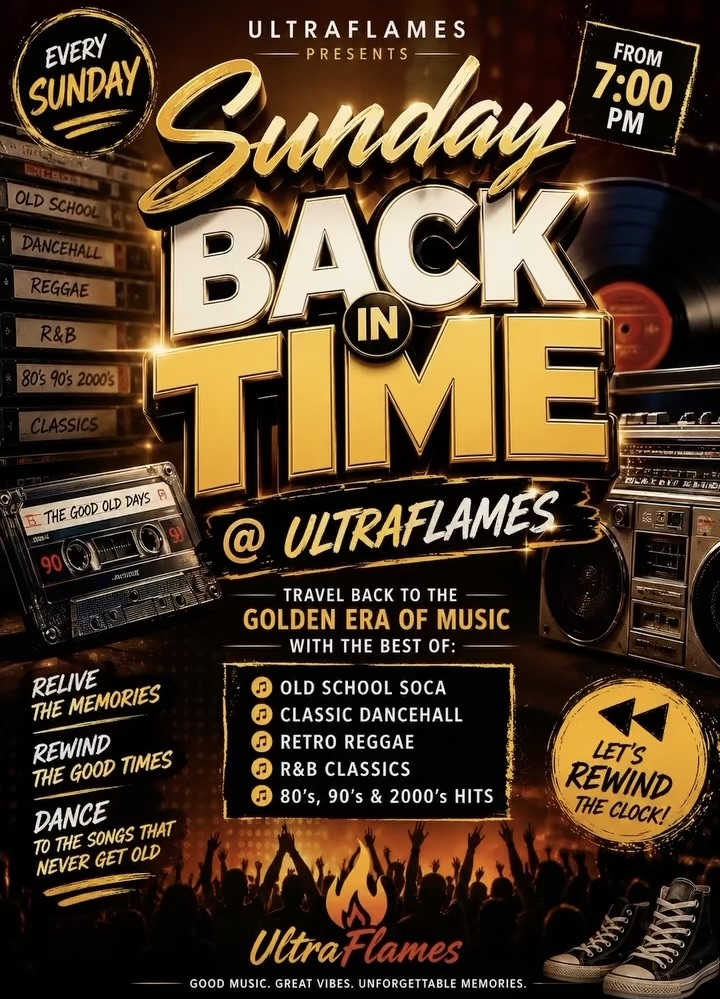 ULTRAFLAMES
PRESENTS
EVERY
SUNDAY
FROM
7:00
PM
Sunday
BACK
IN
TIME
@ ULTRAFLAMES
OLD SCHOOL
DANCEHALL
REGGAE
R&B
80's 90's 2000's
CLASSICS
THE GOOD OLD DAYS
90
TRAVEL BACK TO THE
GOLDEN ERA OF MUSIC
WITH THE BEST OF:
OLD SCHOOL SOCA
CLASSIC DANCEHALL
RETRO REGGAE
R&B CLASSICS
80's, 90's & 2000's HITS
RELIVE
THE MEMORIES
REWIND
THE GOOD TIMES
DANCE
TO THE SONGS THAT
NEVER GET OLD
LET'S
REWIND
THE CLOCK!
UltraFlames
GOOD MUSIC. GREAT VIBES. UNFORGETTABLE MEMORIES.